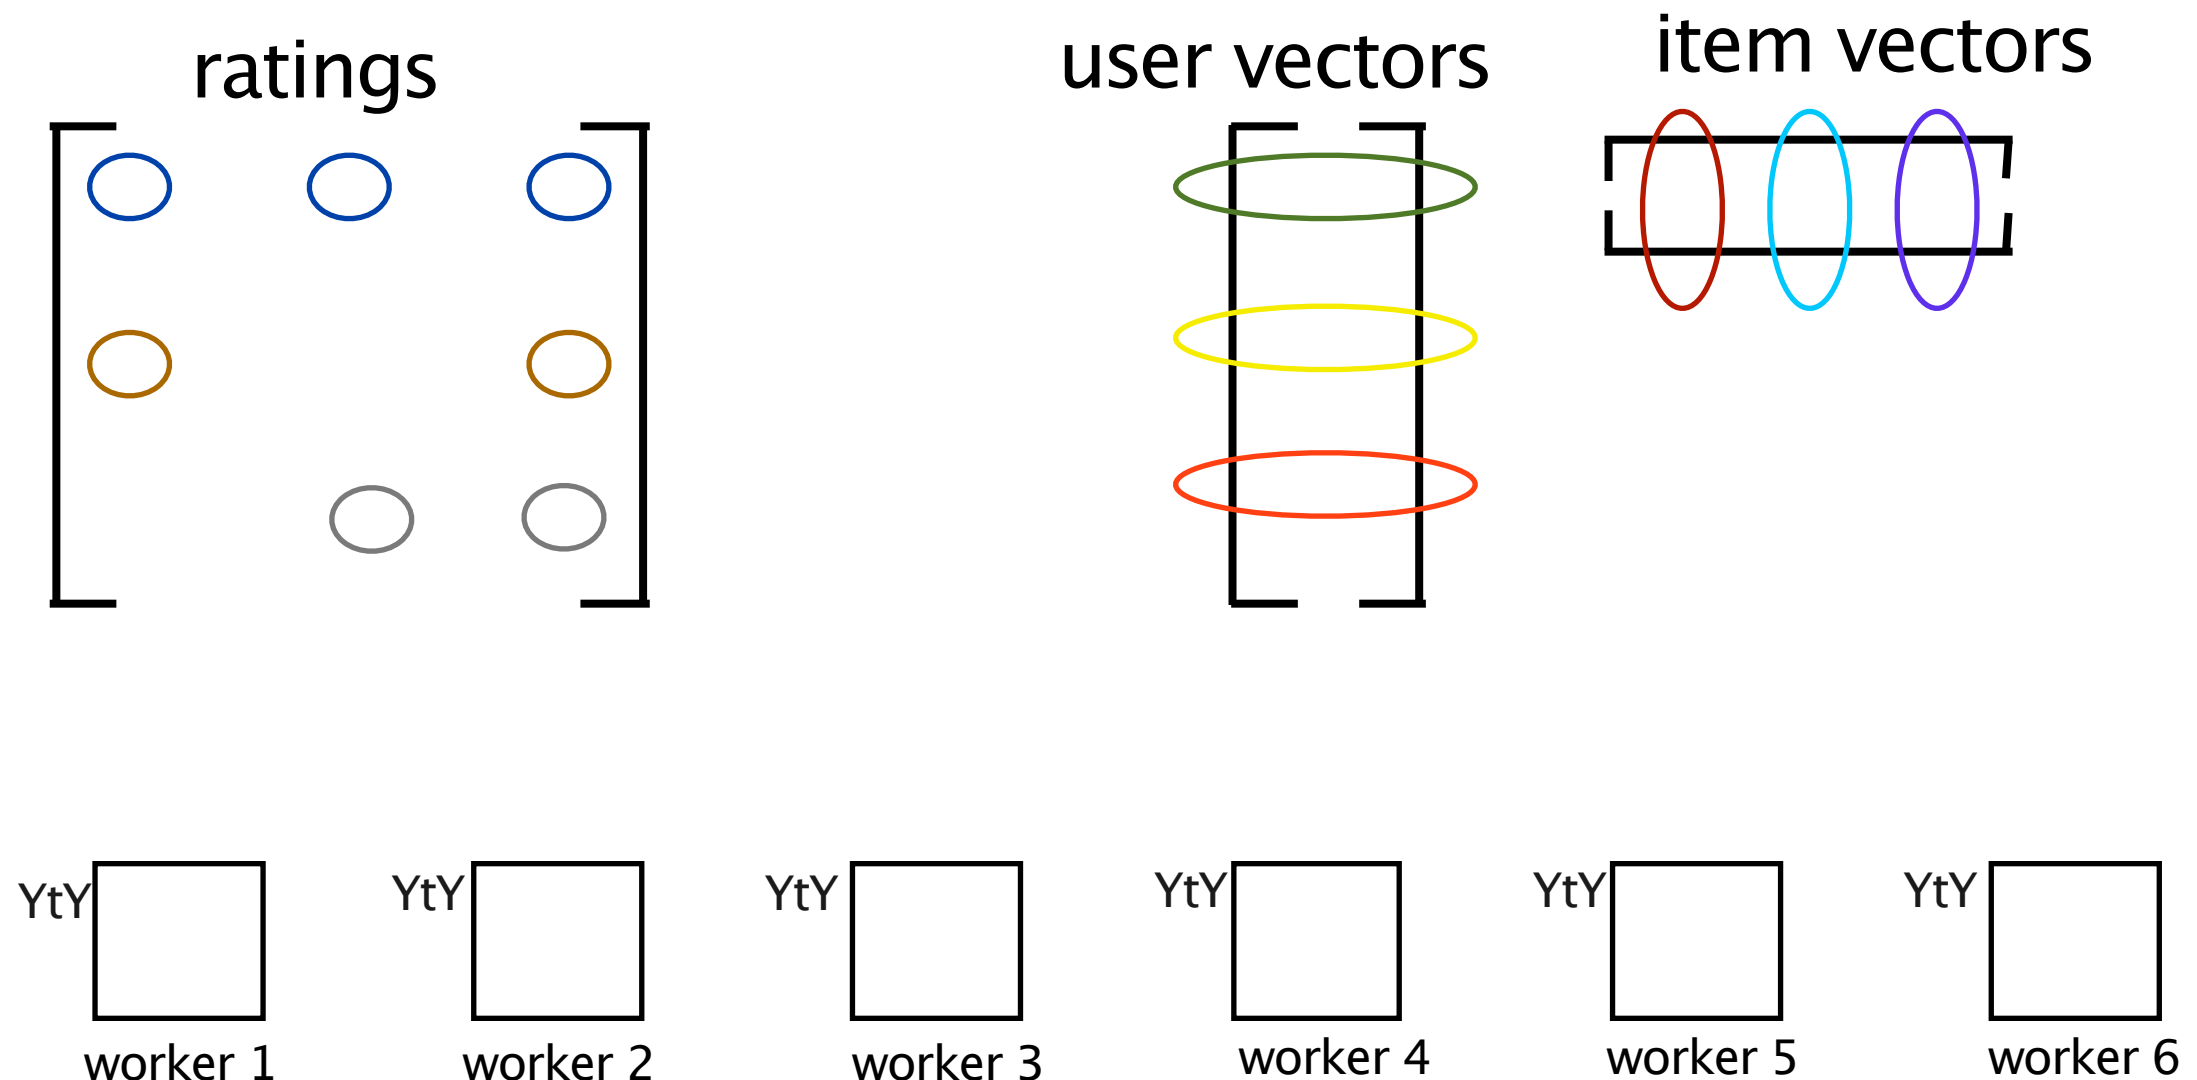 ratings
user vectors
item vectors
YtY
YtY
YtY
YtY
YtY
YtY
worker 1
worker 2
worker 3
worker 4
worker 5
worker 6